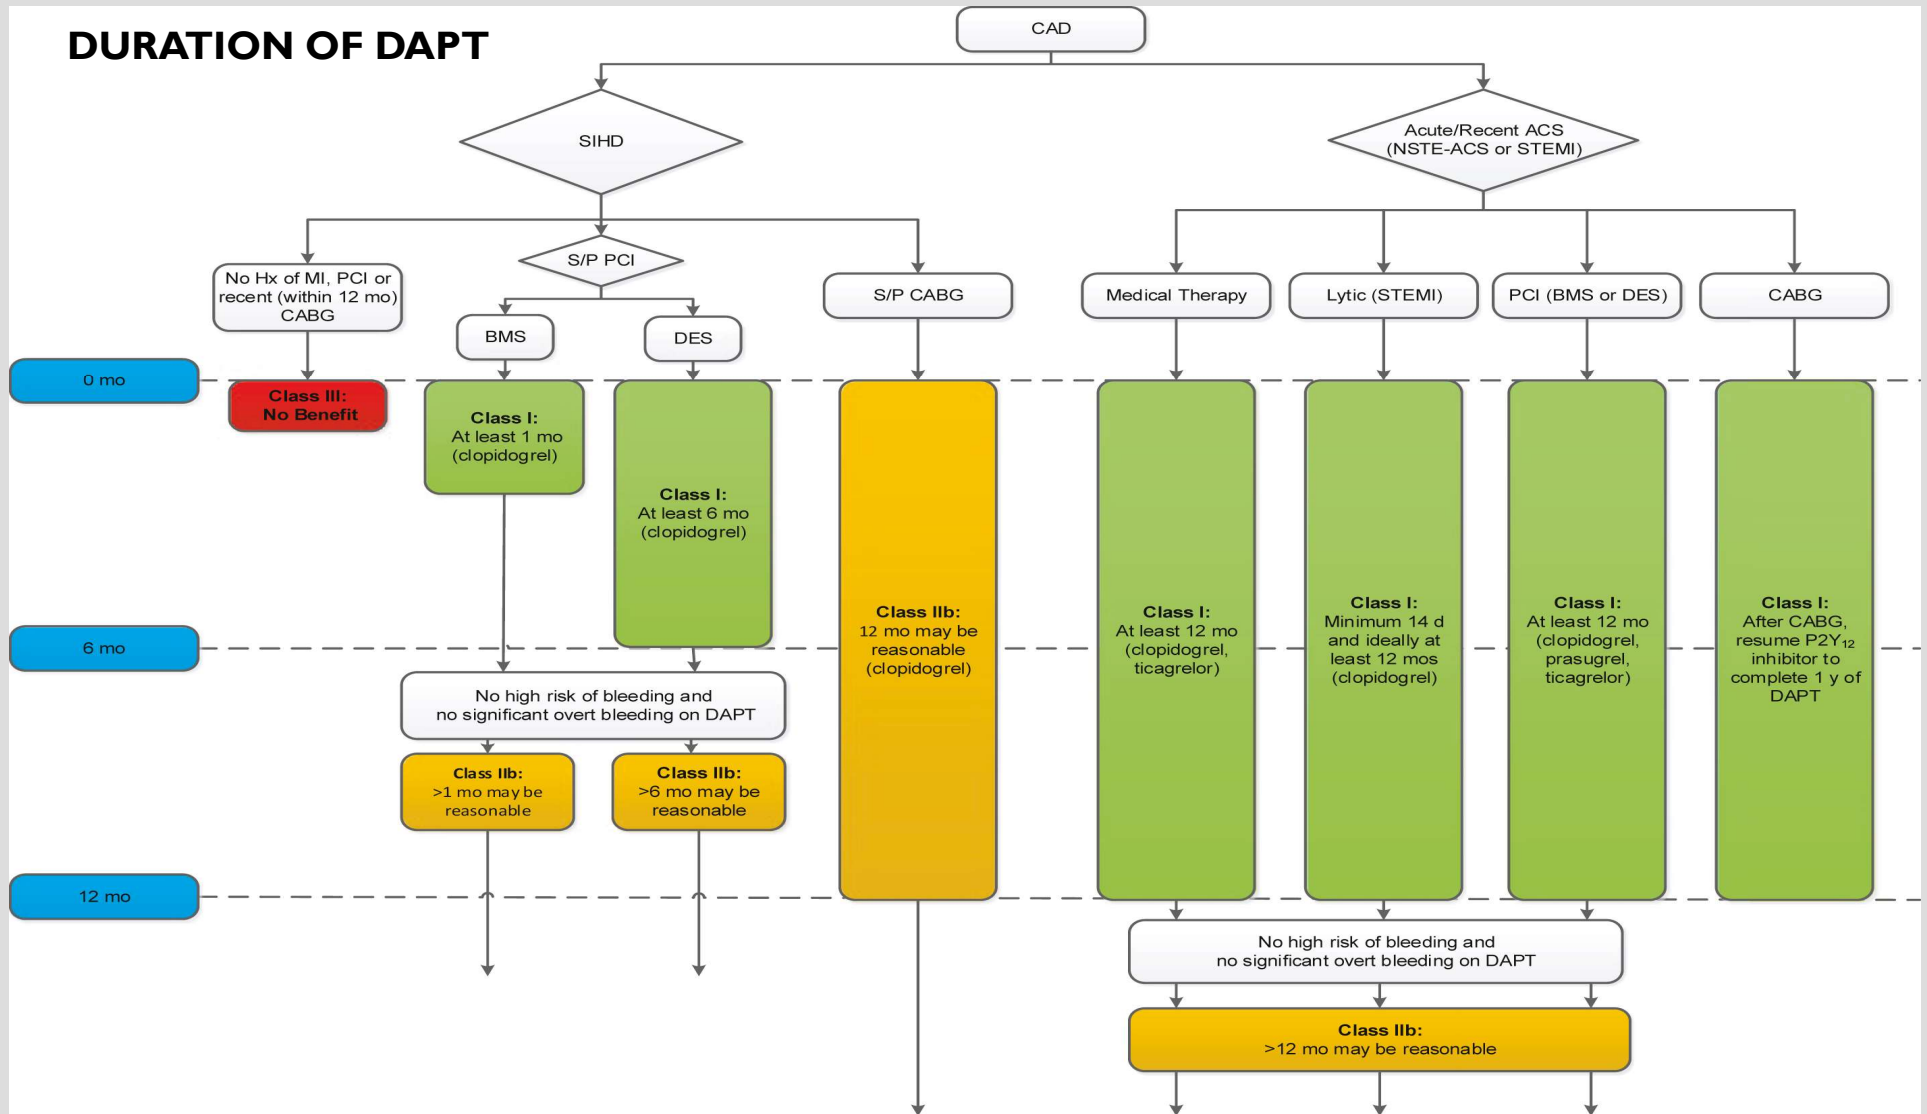 DURATION OF DAPT
CAD
SIHD
Acute/Recent ACS
(NSTE-ACS or STEMI)
No Hx of MI, PCI or
recent (within 12 mo)
CABG
S/P PCI
S/P CABG
Medical Therapy
Lytic (STEMI)
PCI (BMS or DES)
CABG
BMS
DES
0 mo
Class III:
No Benefit
Class I:
At least 1 mo
(clopidogrel)
Class I:
At least 6 mo
(clopidogrel)
Class IIb:
12 mo may be
reasonable
(clopidogrel)
Class I:
At least 12 mo
(clopidogrel,
ticagrelor)
Class I:
Minimum 14 d
and ideally at
least 12 mos
(clopidogrel)
Class I:
At least 12 mo
(clopidogrel,
prasugrel,
ticagrelor)
Class I:
After CABG,
resume P2Y₁₂
inhibitor to
complete 1 y of
DAPT
6 mo
No high risk of bleeding and
no significant overt bleeding on DAPT
Class IIb:
>1 mo may be
reasonable
Class IIb:
>6 mo may be
reasonable
12 mo
No high risk of bleeding and
no significant overt bleeding on DAPT
Class IIb:
>12 mo may be reasonable